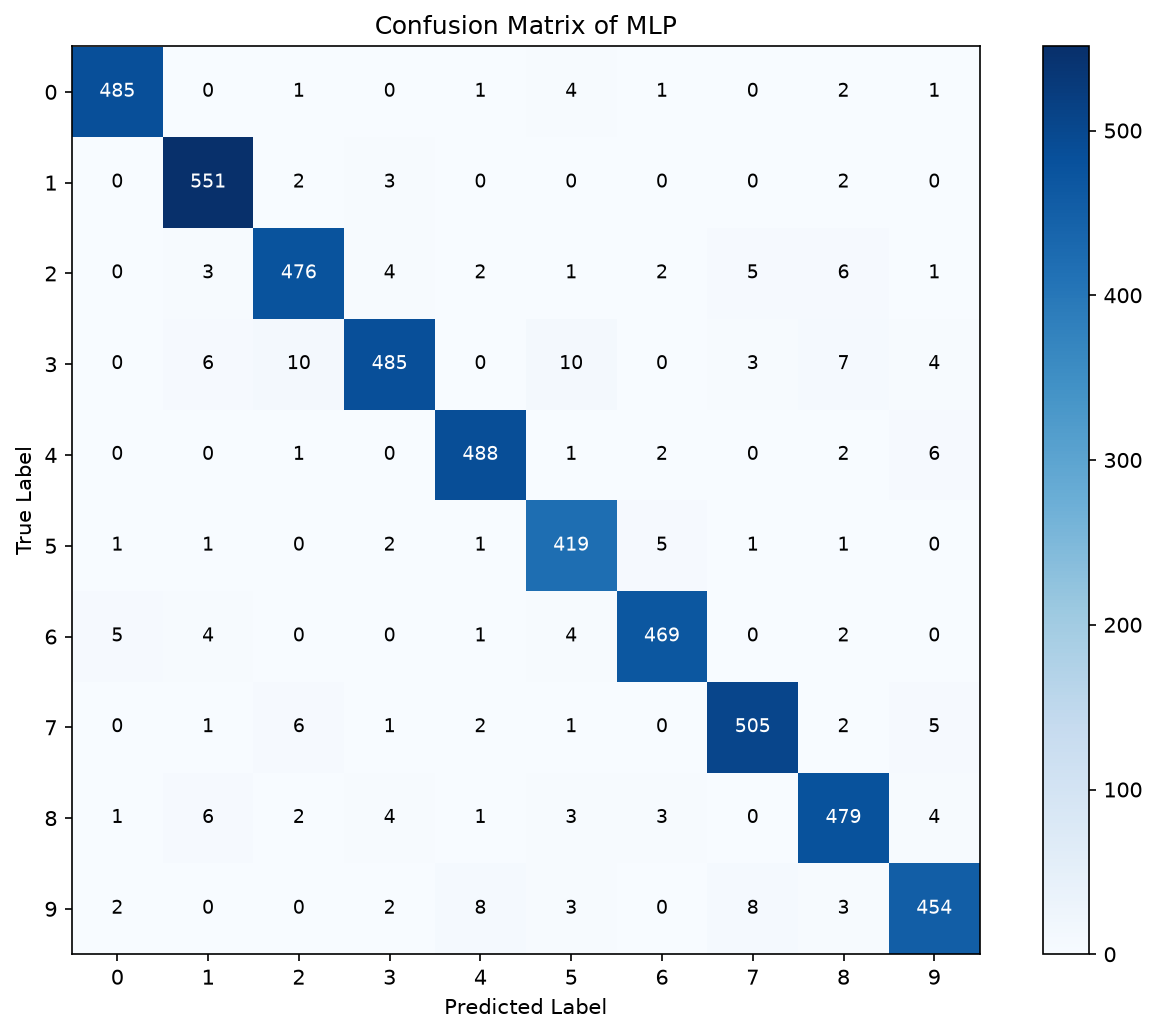 Confusion Matrix of MLP
0 485 0 1 0 1 4 1 0 2 1
1 0 551 2 3 0 0 0 0 2 0
2 0 3 476 4 2 1 2 5 6 1
3 0 6 10 485 0 10 0 3 7 4
4 0 0 1 0 488 1 2 0 2 6
5 1 1 0 2 1 419 5 1 1 0
6 5 4 0 0 1 4 469 0 2 0
7 0 1 6 1 2 1 0 505 2 5
8 1 6 2 4 1 3 3 0 479 4
9 2 0 0 2 8 3 0 8 3 454
0 1 2 3 4 5 6 7 8 9
Predicted Label
True Label
500
400
300
200
100
0